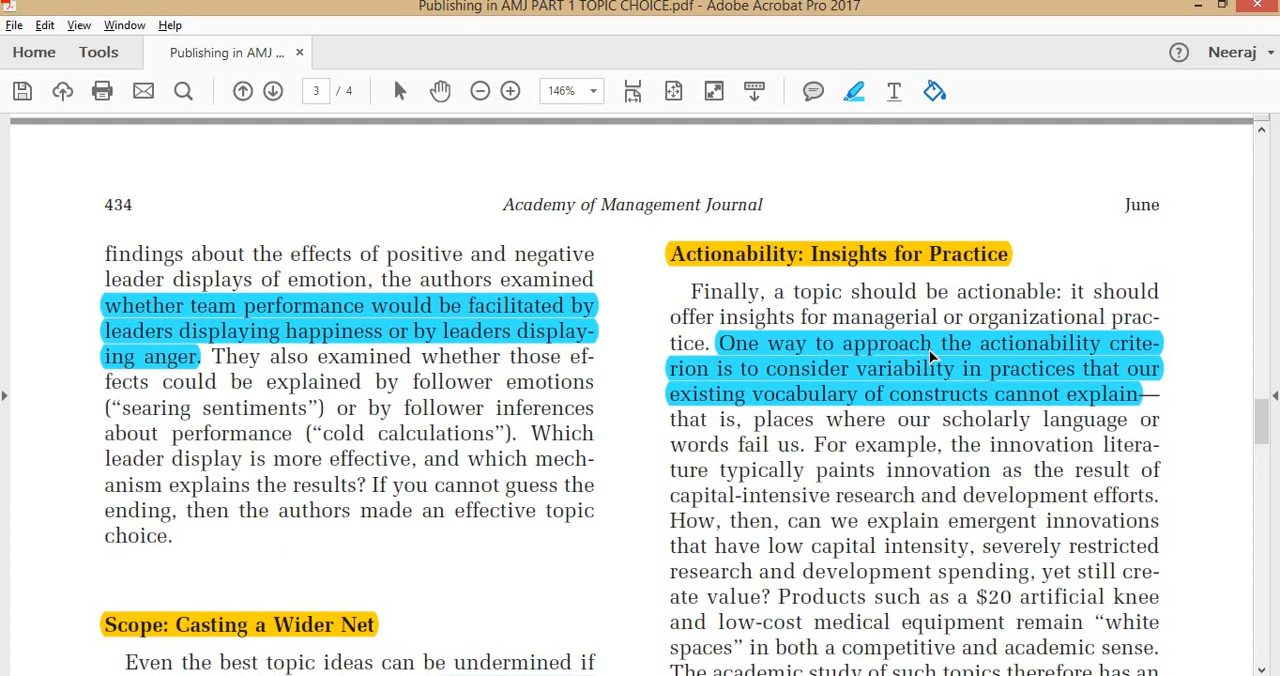 Publishing in AMJ PART 1 TOPIC CHOICE.pdf - Adobe Acrobat Pro 2017
File Edit View Window Help
Home Tools Publishing in AMJ ... × ? Neeraj
3 / 4 146%
434 Academy of Management Journal June
findings about the effects of positive and negative
leader displays of emotion, the authors examined
whether team performance would be facilitated by
leaders displaying happiness or by leaders display-
ing anger. They also examined whether those ef-
fects could be explained by follower emotions
(“searing sentiments”) or by follower inferences
about performance (“cold calculations”). Which
leader display is more effective, and which mech-
anism explains the results? If you cannot guess the
ending, then the authors made an effective topic
choice.
Scope: Casting a Wider Net
Even the best topic ideas can be undermined if
Actionability: Insights for Practice
Finally, a topic should be actionable: it should
offer insights for managerial or organizational prac-
tice. One way to approach the actionability crite-
rion is to consider variability in practices that our
existing vocabulary of constructs cannot explain—
that is, places where our scholarly language or
words fail us. For example, the innovation litera-
ture typically paints innovation as the result of
capital-intensive research and development efforts.
How, then, can we explain emergent innovations
that have low capital intensity, severely restricted
research and development spending, yet still cre-
ate value? Products such as a $20 artificial knee
and low-cost medical equipment remain “white
spaces” in both a competitive and academic sense.
The academic study of such topics therefore has an